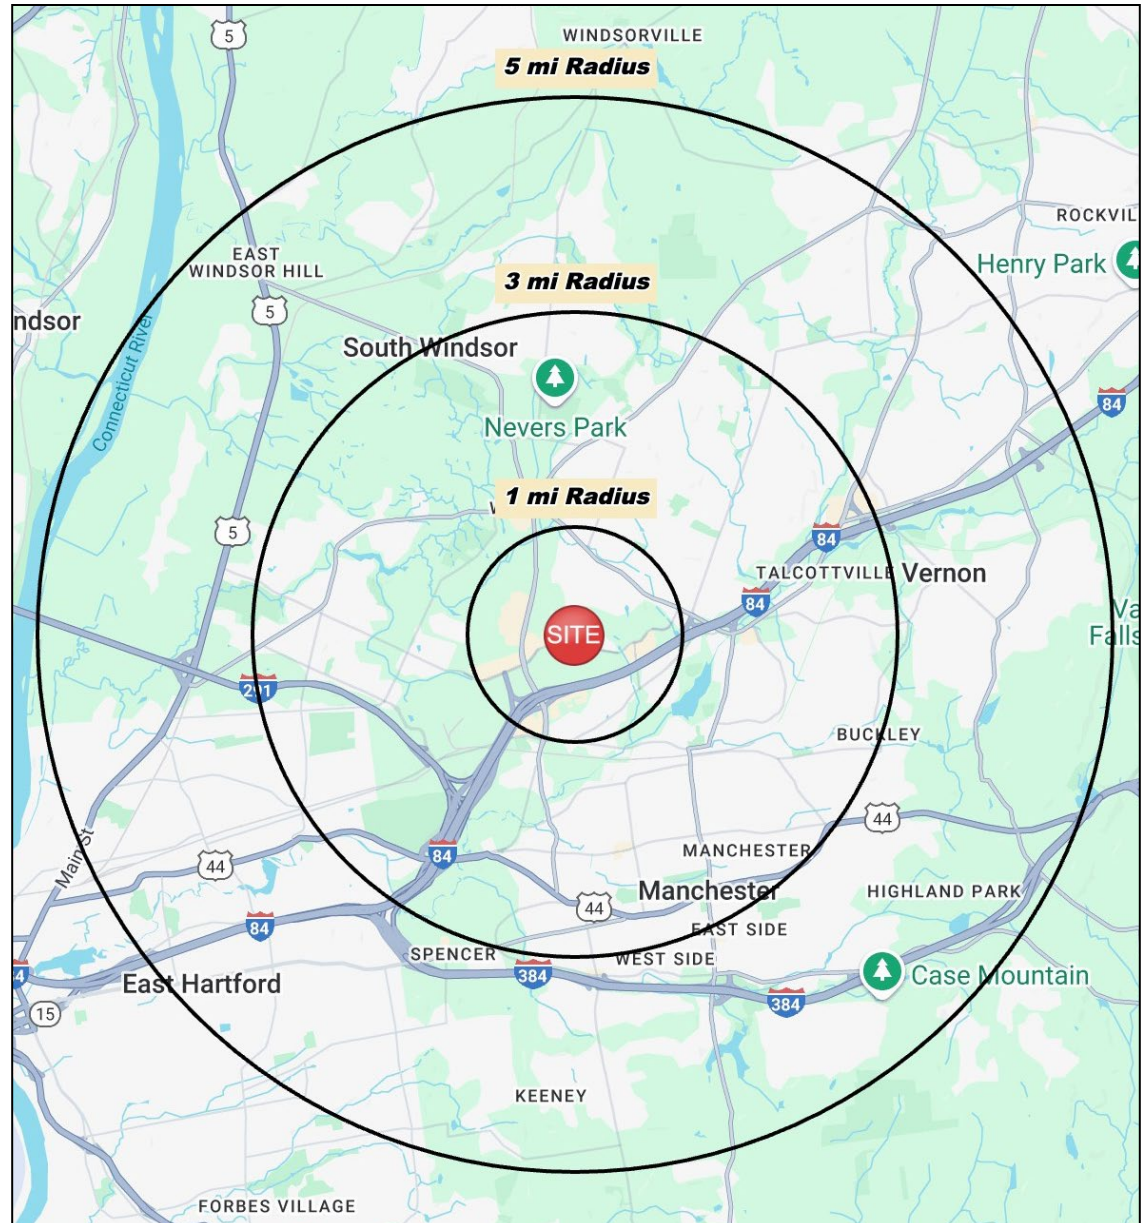 5
WINDSORVILLE
5 mi Radius
ROCKVIL
EAST
WINDSOR HILL
Henry Park
3 mi Radius
5
ndsor
South Windsor
Connecticut River
84
Nevers Park
1 mi Radius
5
84
TALCOTTVILLE
Vernon
84
Va
Falls
SITE
291
BUCKLEY
44
Main St
84
MANCHESTER
44
Manchester
HIGHLAND PARK
44
84
EAST SIDE
SPENCER
WEST SIDE
384
Case Mountain
East Hartford
384
15
KEENEY
FORBES VILLAGE